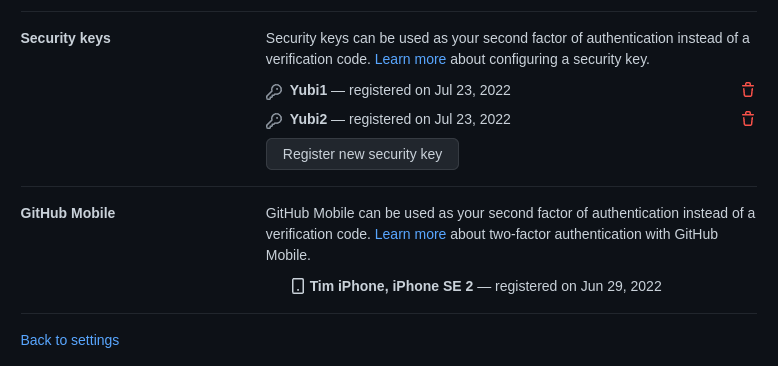 Security keys
Security keys can be used as your second factor of authentication instead of a
verification code. Learn more about configuring a security key.
Yubi1 — registered on Jul 23, 2022
Yubi2 — registered on Jul 23, 2022
Register new security key
GitHub Mobile
GitHub Mobile can be used as your second factor of authentication instead of a
verification code. Learn more about two-factor authentication with GitHub
Mobile.
Tim iPhone, iPhone SE 2 — registered on Jun 29, 2022
Back to settings